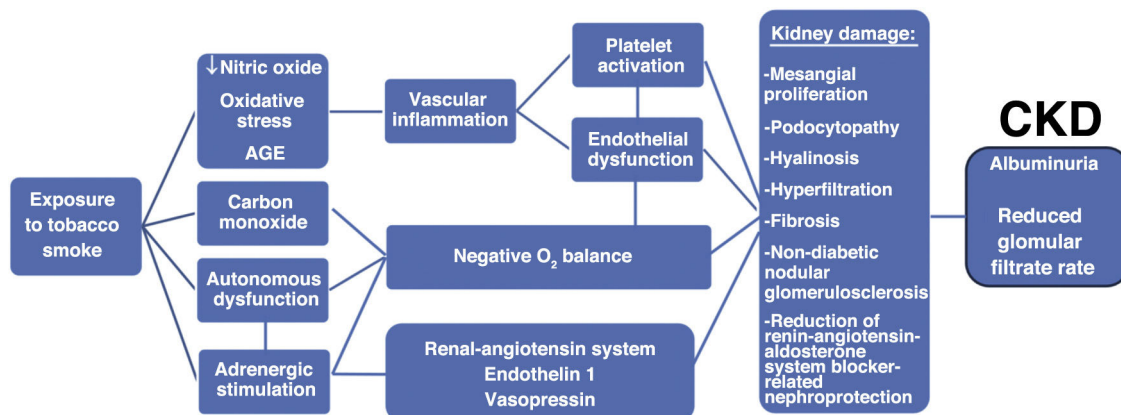 Exposure
to tobacco
smoke
↓Nitric oxide
Oxidative
stress
AGE
Carbon
monoxide
Autonomous
dysfunction
Adrenergic
stimulation
Vascular
inflammation
Platelet
activation
Endothelial
dysfunction
Negative O₂ balance
Renal-angiotensin system
Endothelin 1
Vasopressin
Kidney damage:
-Mesangial
proliferation
-Podocytopathy
-Hyalinosis
-Hyperfiltration
-Fibrosis
-Non-diabetic
nodular
glomerulosclerosis
-Reduction of
renin-angiotensin-
aldosterone
system blocker-
related
nephroprotection
CKD
Albuminuria
Reduced
glomular
filtrate rate